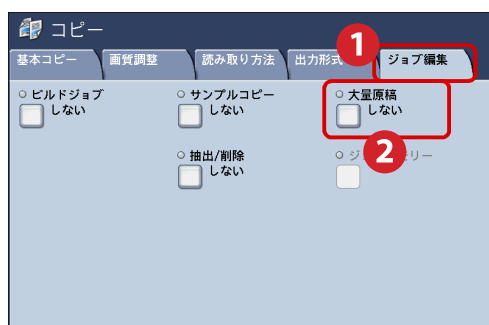 コピー
基本コピー 画質調整 読み取り方法 出力形式 ジョブ編集
1
ビルドジョブ サンプルコピー 大量原稿
しない しない しない
2
抽出/削除
しない